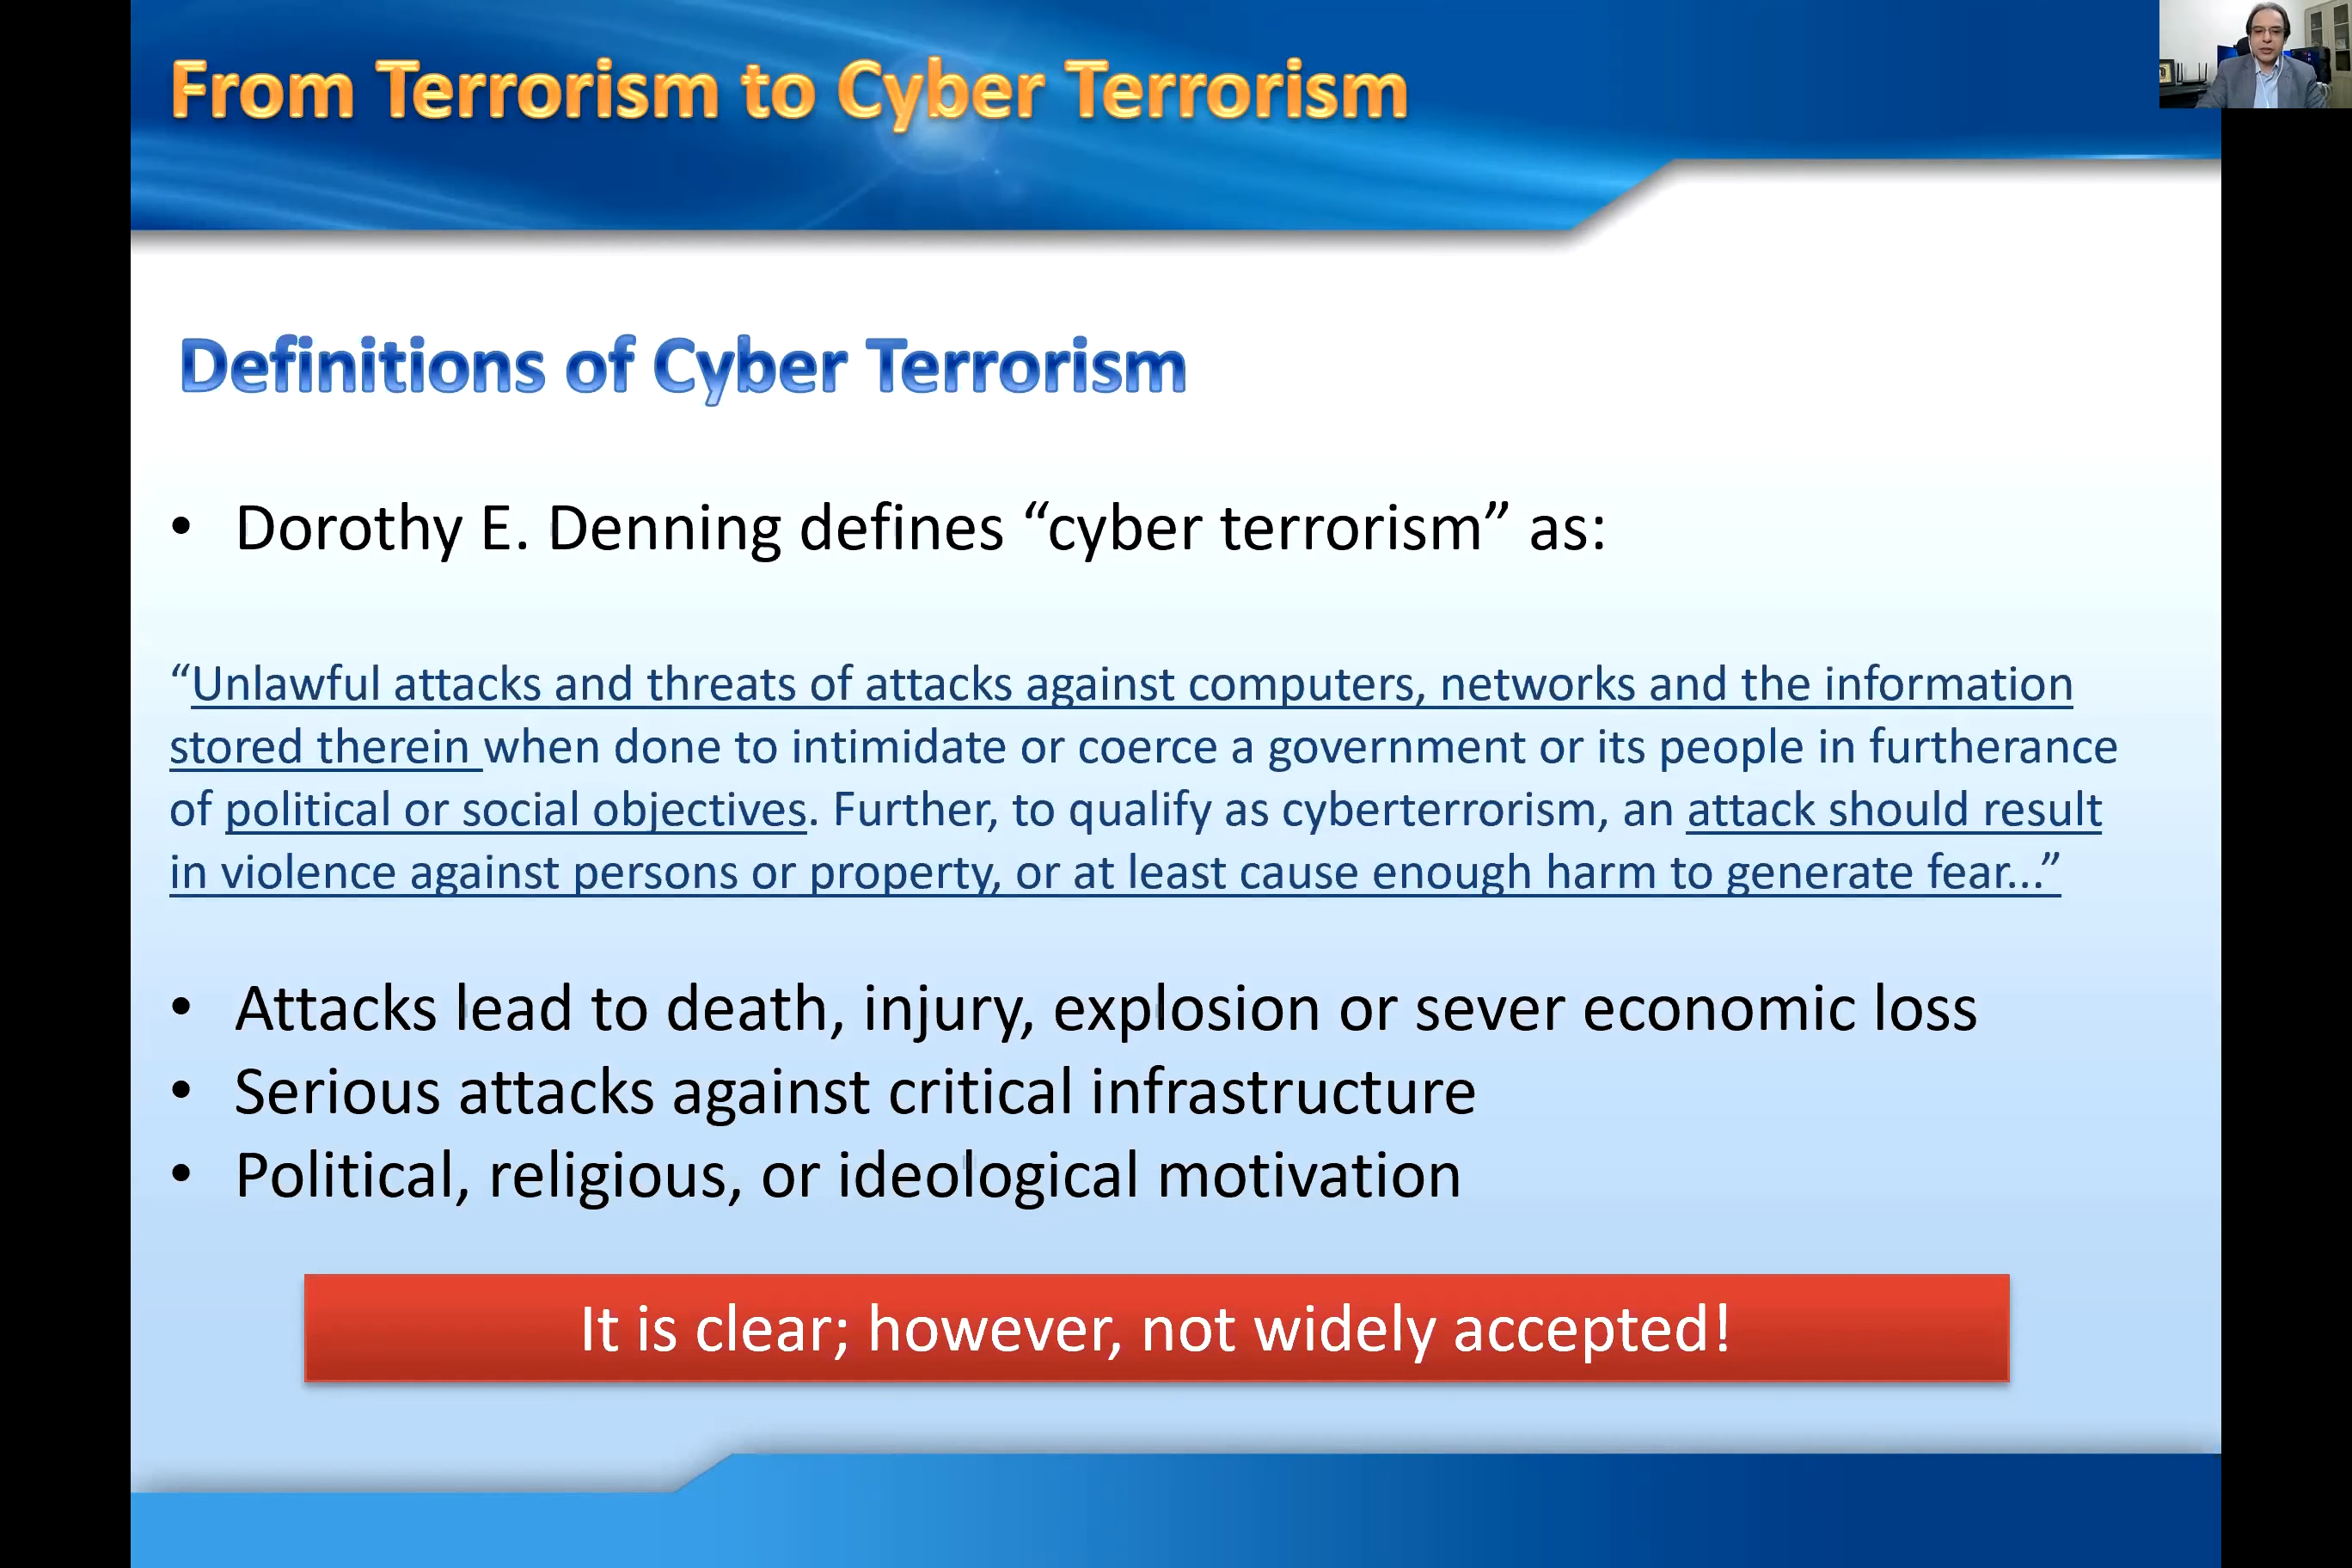 From Terrorism to Cyber Terrorism
Definitions of Cyber Terrorism
• Dorothy E. Denning defines “cyber terrorism” as:
“Unlawful attacks and threats of attacks against computers, networks and the information
stored therein when done to intimidate or coerce a government or its people in furtherance
of political or social objectives. Further, to qualify as cyberterrorism, an attack should result
in violence against persons or property, or at least cause enough harm to generate fear...”
• Attacks lead to death, injury, explosion or sever economic loss
• Serious attacks against critical infrastructure
• Political, religious, or ideological motivation
It is clear; however, not widely accepted!